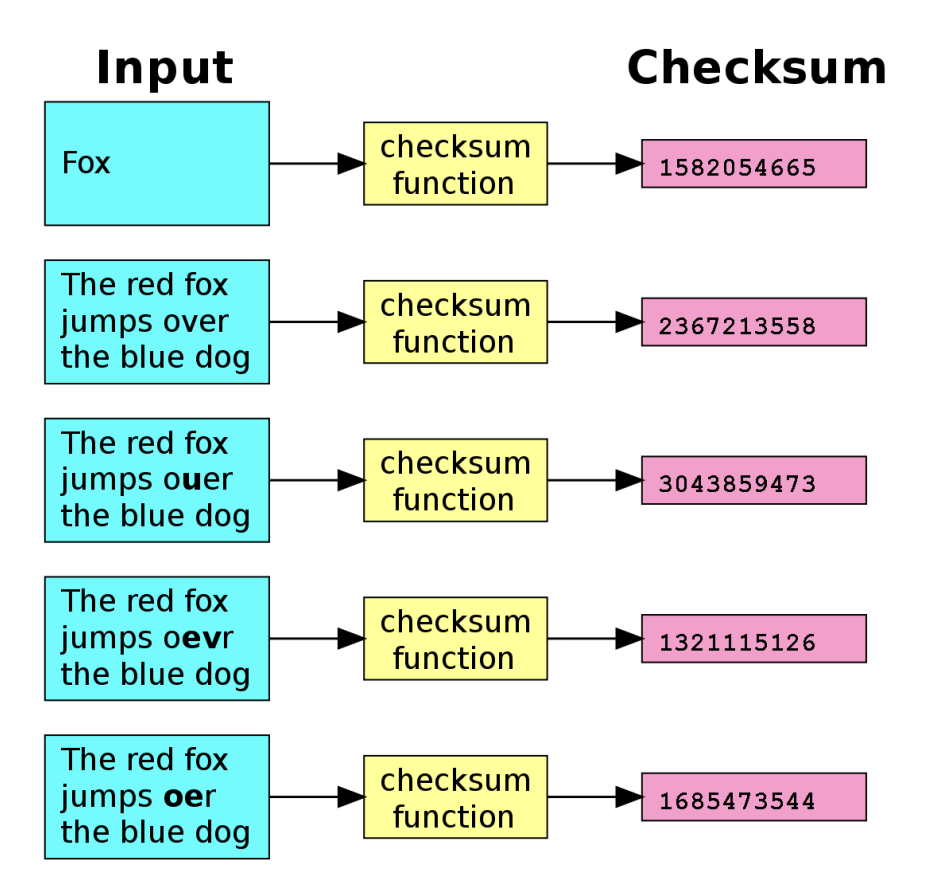 Input
Checksum
Fox
checksum
function
1582054665
The red fox
jumps over
the blue dog
checksum
function
2367213558
The red fox
jumps ouer
the blue dog
checksum
function
3043859473
The red fox
jumps oevr
the blue dog
checksum
function
1321115126
The red fox
jumps oer
the blue dog
checksum
function
1685473544